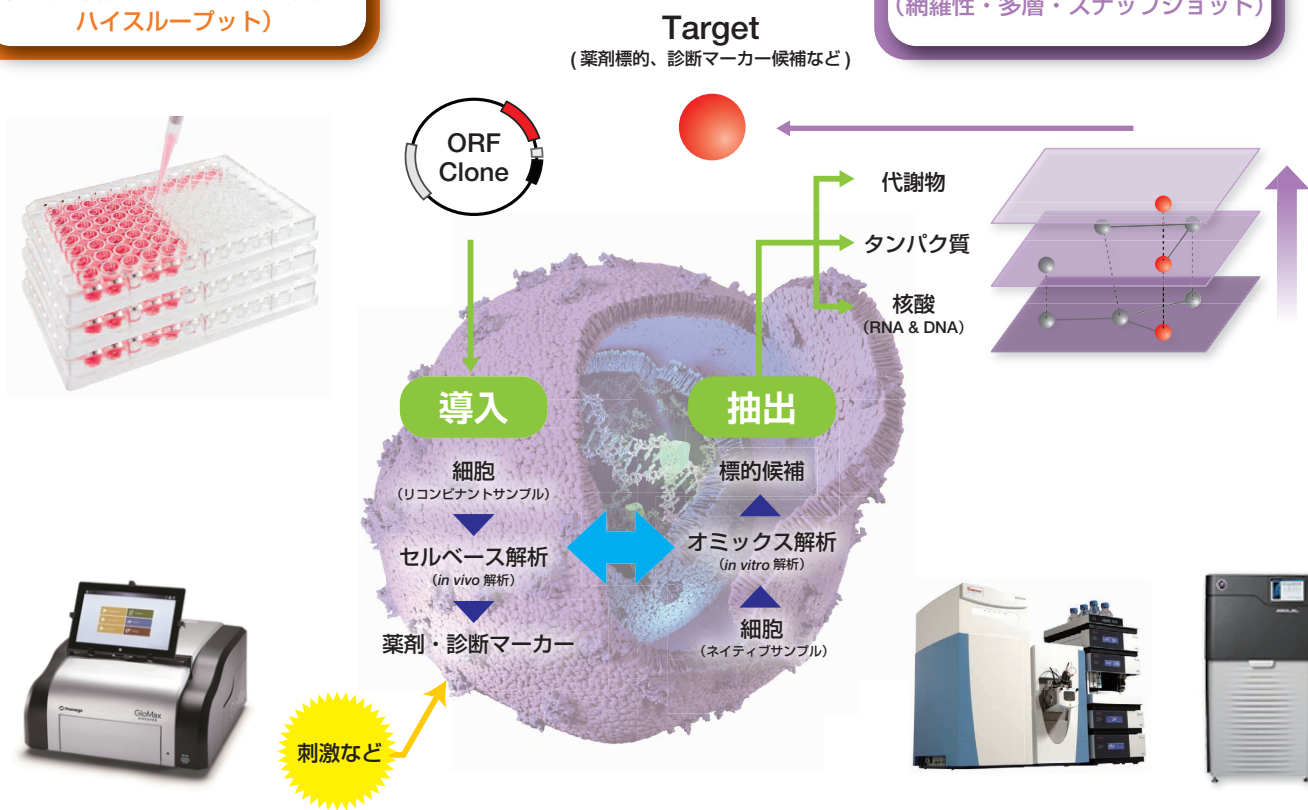 ハイスループット）
（網羅性・多層・スナップショット）
Target
( 薬剤標的、診断マーカー候補など )
ORF
Clone
代謝物
タンパク質
核酸
（RNA & DNA）
導入
抽出
細胞
（リコンビナントサンプル）
標的候補
セルベース解析
（in vivo 解析）
オミックス解析
（in vitro 解析）
薬剤・診断マーカー
細胞
（ネイティブサンプル）
刺激など
Promega
GloMax